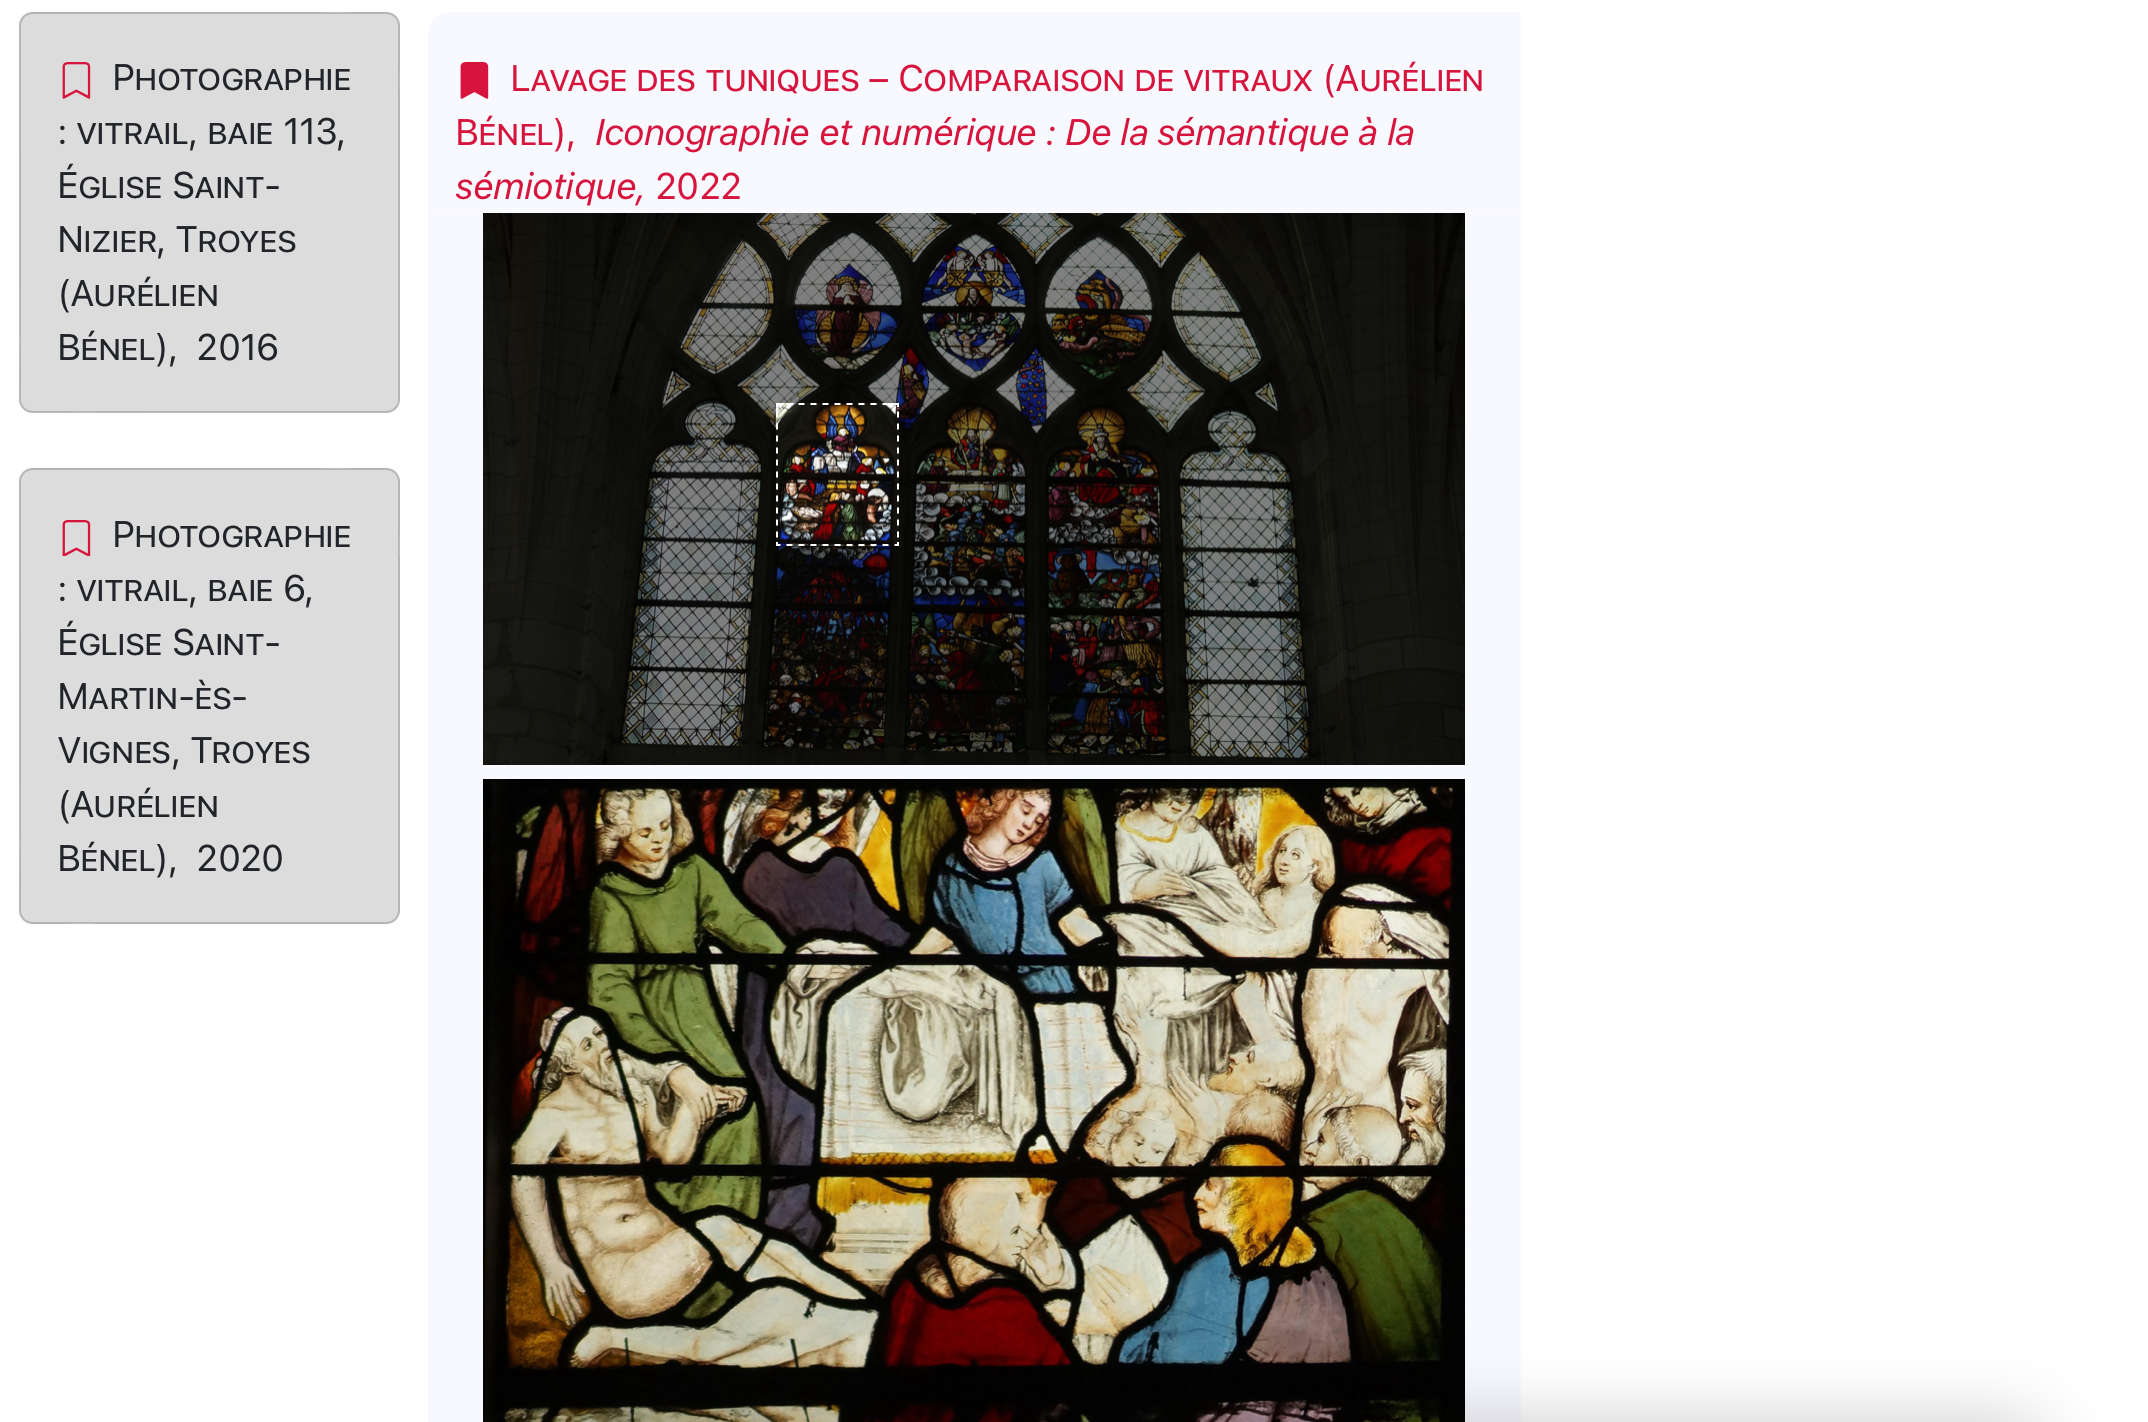 Photographie
: vitrail, baie 113,
Église Saint-
Nizier, Troyes
(Aurélien
Bénel), 2016
Photographie
: vitrail, baie 6,
Église Saint-
Martin-ès-
Vignes, Troyes
(Aurélien
Bénel), 2020
Lavage des tuniques – Comparaison de vitraux (Aurélien
Bénel), Iconographie et numérique : De la sémantique à la
sémiotique, 2022